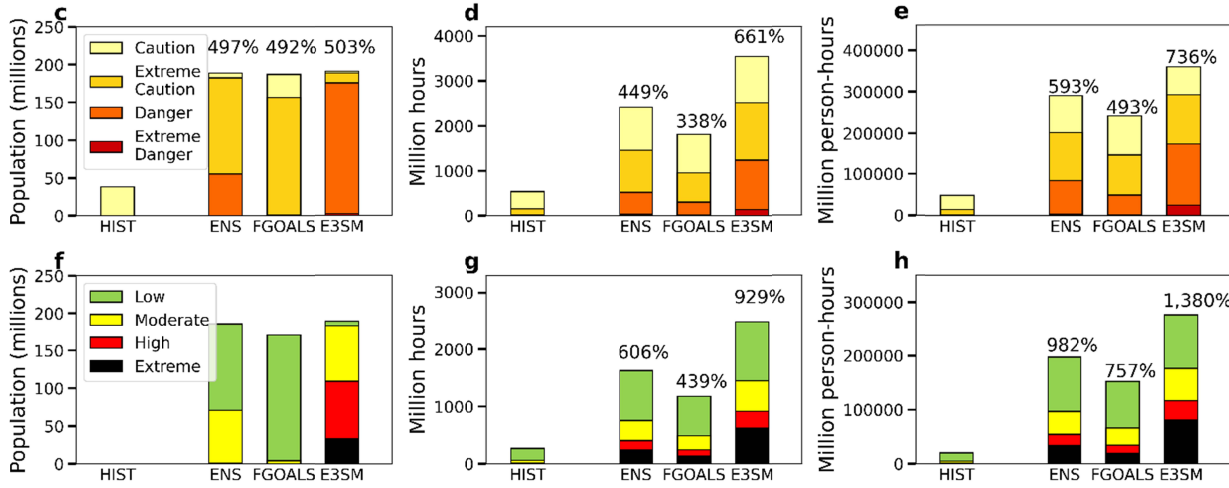 c
Population (millions)
250
200
150
100
50
0
Caution
Extreme
Caution
Danger
Extreme
Danger
497% 492% 503%
HIST ENS FGOALS E3SM
d
Million hours
4000
3000
2000
1000
0
449%
338%
661%
HIST ENS FGOALS E3SM
e
Million person-hours
400000
300000
200000
100000
0
593%
493%
736%
HIST ENS FGOALS E3SM
f
Population (millions)
250
200
150
100
50
0
Low
Moderate
High
Extreme
HIST ENS FGOALS E3SM
g
Million hours
3000
2000
1000
0
606%
439%
929%
HIST ENS FGOALS E3SM
h
Million person-hours
300000
200000
100000
0
982%
757%
1,380%
HIST ENS FGOALS E3SM